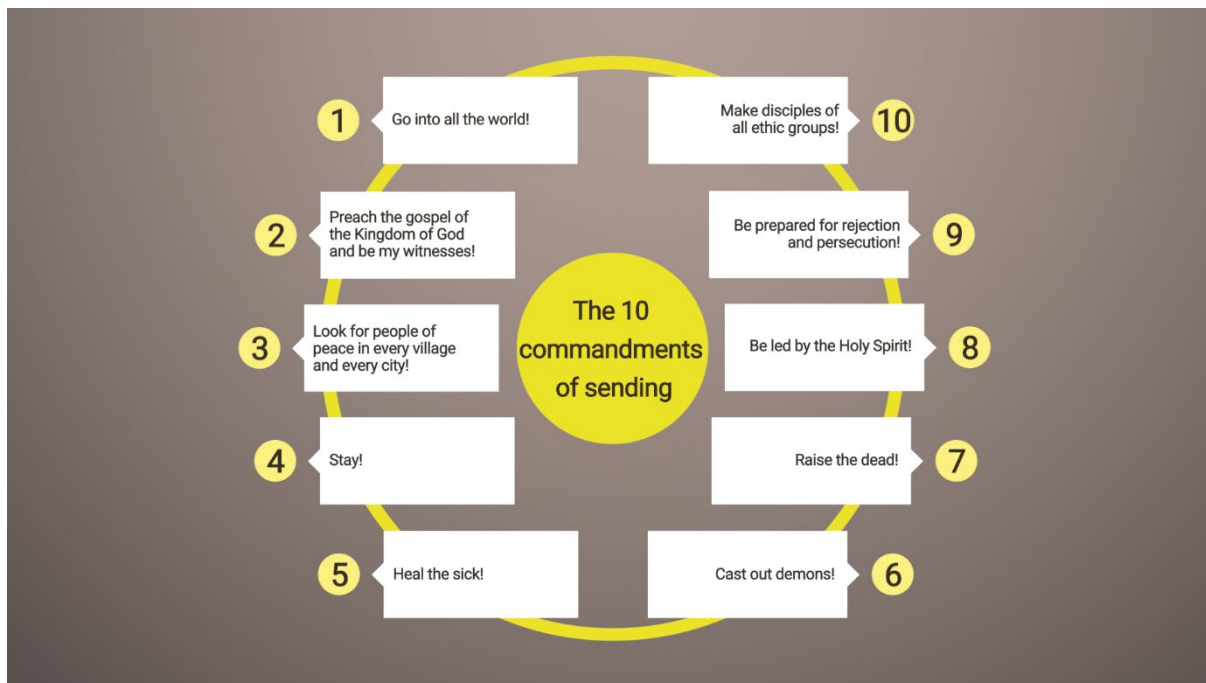 1
Go into all the world!
2
Preach the gospel of
the Kingdom of God
and be my witnesses!
3
Look for people of
peace in every village
and every city!
4
Stay!
5
Heal the sick!
The 10
commandments
of sending
6
Cast out demons!
7
Raise the dead!
8
Be led by the Holy Spirit!
9
Be prepared for rejection
and persecution!
10
Make disciples of
all ethic groups!